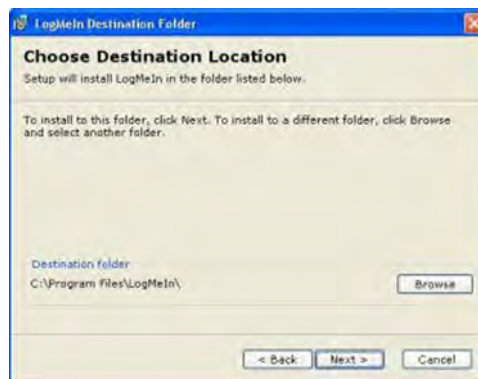 LogMeIn Destination Folder
Choose Destination Location
Setup will install LogMeIn in the folder listed below.
To install to this folder, click Next. To install to a different folder, click Browse
and select another folder.
Destination folder
C:\Program Files\LogMeIn\
Browse
< Back Next > Cancel